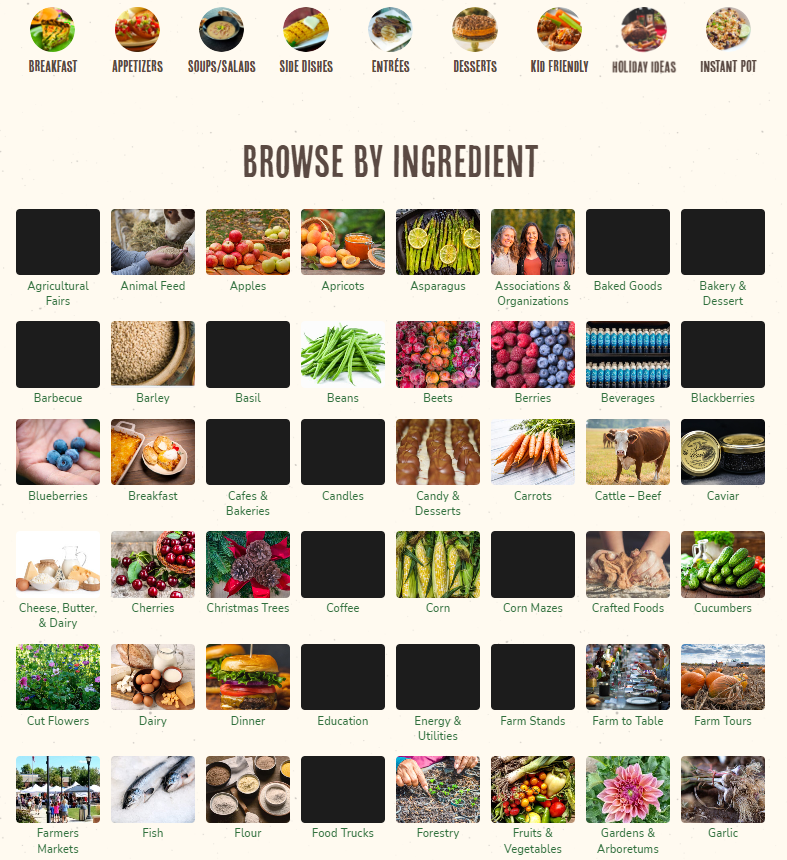 BREAKFAST APPETIZERS SOUPS/SALADS SIDE DISHES ENTRÉES DESSERTS KID FRIENDLY HOLIDAY IDEAS INSTANT POT
BROWSE BY INGREDIENT
Agricultural Fairs
Animal Feed
Apples
Apricots
Asparagus
Associations &
Organizations
Baked Goods
Bakery &
Dessert
Barbecue
Barley
Basil
Beans
Beets
Berries
Beverages
Blackberries
Blueberries
Breakfast
Cafes &
Bakeries
Candles
Candy &
Desserts
Carrots
Cattle – Beef
Caviar
Cheese, Butter,
& Dairy
Cherries
Christmas Trees
Coffee
Corn
Corn Mazes
Crafted Foods
Cucumbers
Cut Flowers
Dairy
Dinner
Education
Energy &
Utilities
Farm Stands
Farm to Table
Farm Tours
Farmers
Markets
Fish
Flour
Food Trucks
Forestry
Fruits &
Vegetables
Gardens &
Arboretums
Garlic